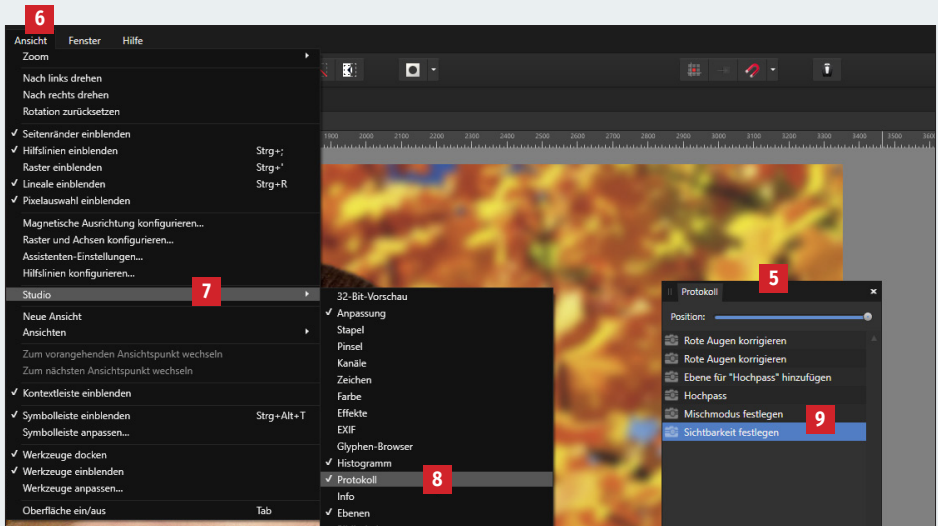 6
Ansicht Fenster Hilfe
Zoom
Nach links drehen
Nach rechts drehen
Rotation zurücksetzen
✓ Seitenränder einblenden
✓ Hilfslinien einblenden Strg+;
Raster einblenden Strg+'
✓ Lineale einblenden Strg+R
✓ Pixelauswahl einblenden
Magnetische Ausrichtung konfigurieren...
Raster und Achsen konfigurieren...
Assistenten-Einstellungen...
Hilfslinien konfigurieren...
Studio 7
Neue Ansicht
Ansichten
Zum vorangehenden Ansichtspunkt wechseln
Zum nächsten Ansichtspunkt wechseln
✓ Kontextleiste einblenden
✓ Symbolleiste einblenden Strg+Alt+T
Symbolleiste anpassen...
✓ Werkzeuge docken
✓ Werkzeuge einblenden
Werkzeuge anpassen...
Oberfläche ein/aus Tab
1900 2000 2100 2200 2300 2400 2500 2600 2700 2800 2900 3000 3100 3200 3300 3400 3500 360
32-Bit-Vorschau
✓ Anpassung
Stapel
Pinsel
Kanäle
Zeichen
Farbe
Effekte
EXIF
Glyphen-Browser
✓ Histogramm
✓ Protokoll 8
Info
✓ Ebenen
5
Protokoll
Position:
Rote Augen korrigieren
Rote Augen korrigieren
Ebene für "Hochpass" hinzufügen
Hochpass
Mischmodus festlegen
Sichtbarkeit festlegen 9